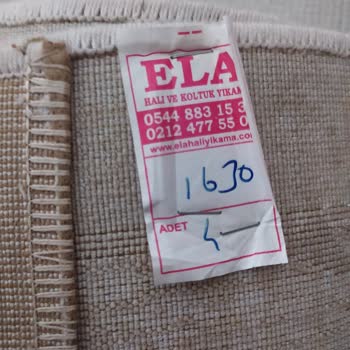 ELA
HALI VE KOLTUK YIKAM
0544 883 15 3
0212 477 55 0
www.elahaliyikama.co
1630
ADET 4